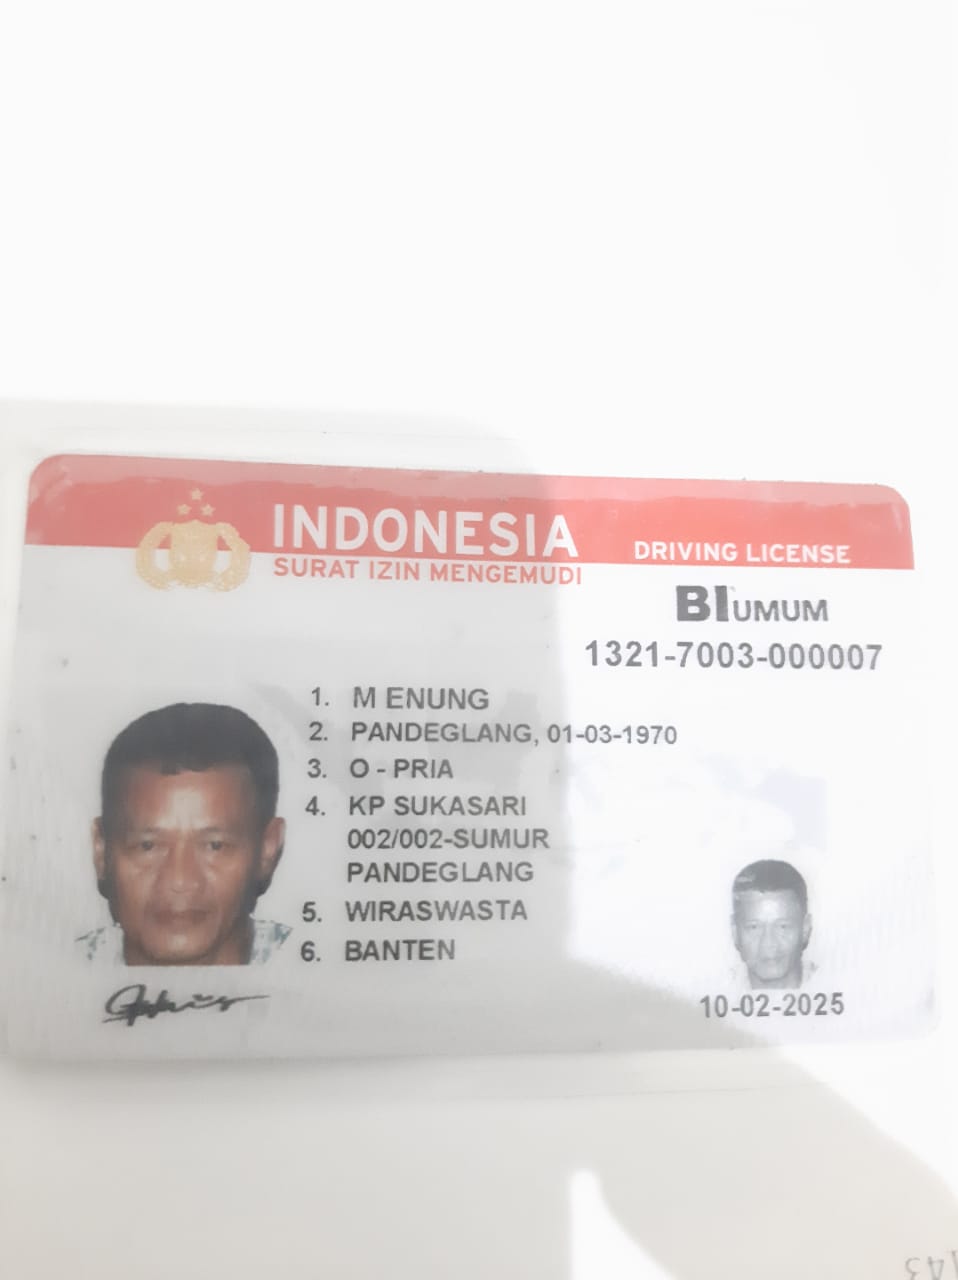 INDONESIA
SURAT IZIN MENGEMUDI
DRIVING LICENSE
BI UMUM
1321-7003-000007
1. M ENUNG
2. PANDEGLANG, 01-03-1970
3. O - PRIA
4. KP SUKASARI
002/002-SUMUR
PANDEGLANG
5. WIRASWASTA
6. BANTEN
10-02-2025